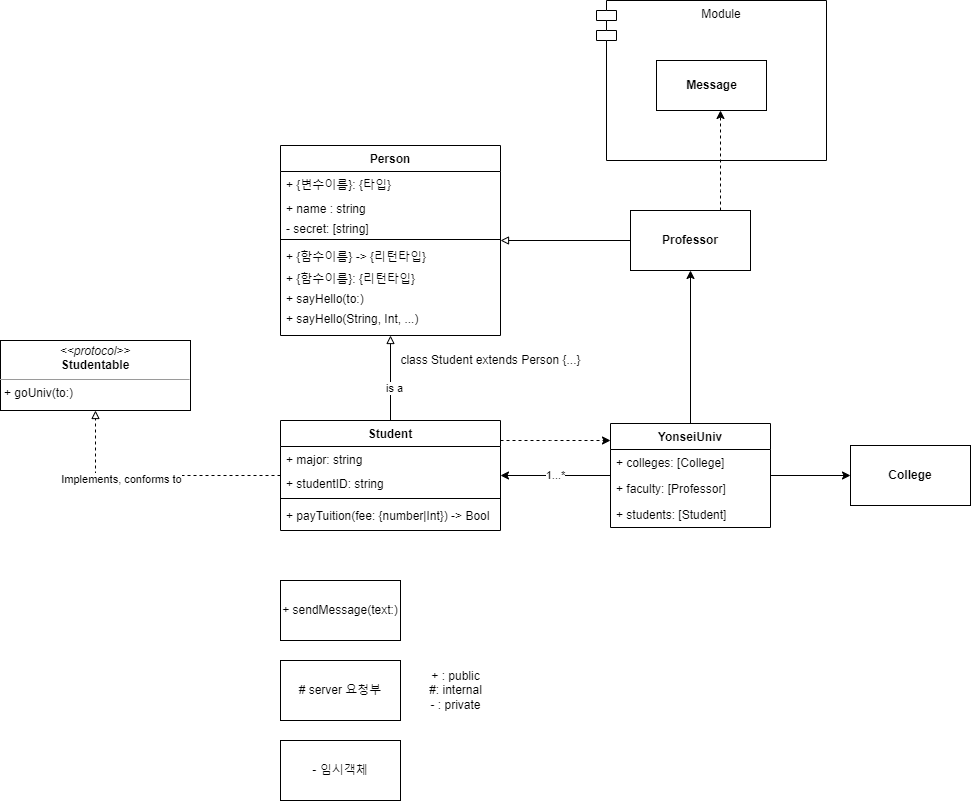 Module
Message
Person
+ {변수이름}: {타입}
+ name : string
- secret: [string]
+ {함수이름} -> {리턴타입}
+ {함수이름}: {리턴타입}
+ sayHello(to:)
+ sayHello(String, Int, ...)
Professor
<<protocol>>
Studentable
+ goUniv(to:)
class Student extends Person {...}
is a
Implements, conforms to
Student
+ major: string
+ studentID: string
+ payTuition(fee: {number|Int}) -> Bool
1...*
YonseiUniv
+ colleges: [College]
+ faculty: [Professor]
+ students: [Student]
College
+ sendMessage(text:)
# server 요청부
+ : public
#: internal
- : private
- 임시객체